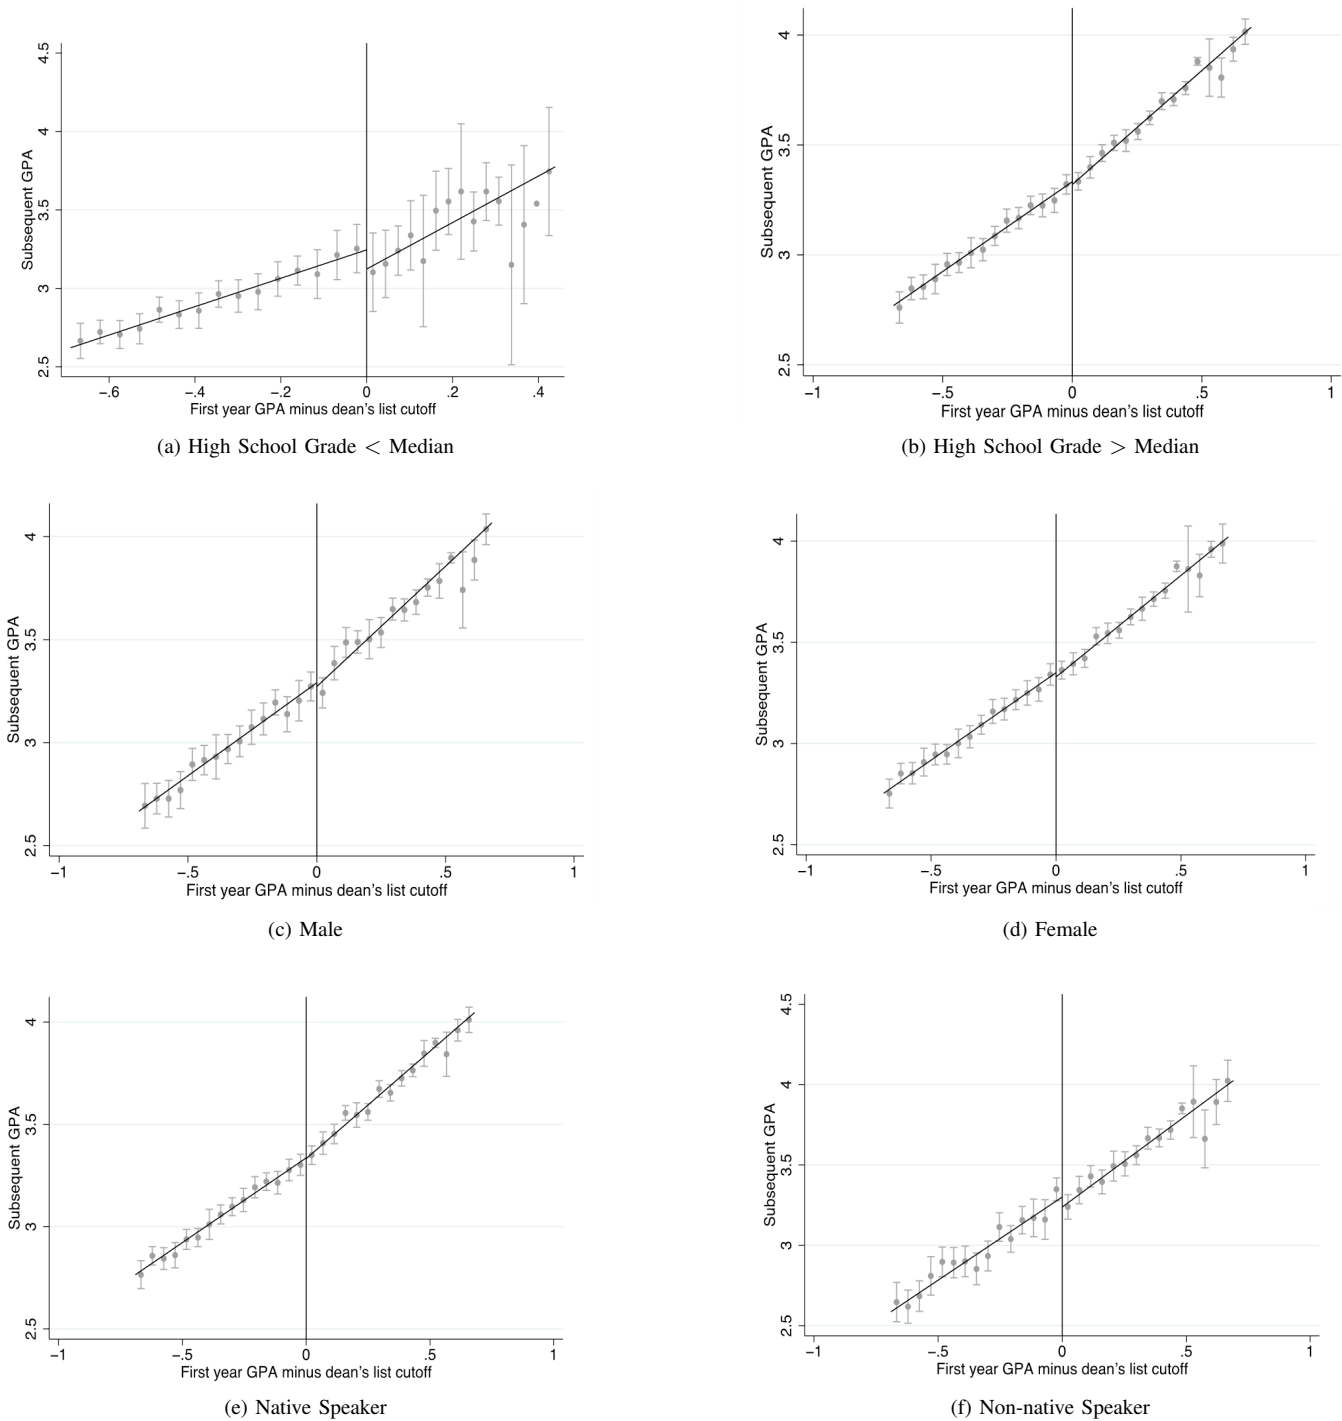 4.5
4
3.5
3
2.5
Subsequent GPA
−.6 −.4 −.2 0 .2 .4
First year GPA minus dean's list cutoff
(a) High School Grade < Median
4
3.5
3
2.5
Subsequent GPA
−1 −.5 0 .5 1
First year GPA minus dean's list cutoff
(b) High School Grade > Median
4
3.5
3
2.5
Subsequent GPA
−1 −.5 0 .5 1
First year GPA minus dean's list cutoff
(c) Male
4
3.5
3
2.5
Subsequent GPA
−1 −.5 0 .5 1
First year GPA minus dean's list cutoff
(d) Female
4
3.5
3
2.5
Subsequent GPA
−1 −.5 0 .5 1
First year GPA minus dean's list cutoff
(e) Native Speaker
4.5
4
3.5
3
2.5
Subsequent GPA
−1 −.5 0 .5 1
First year GPA minus dean's list cutoff
(f) Non-native Speaker